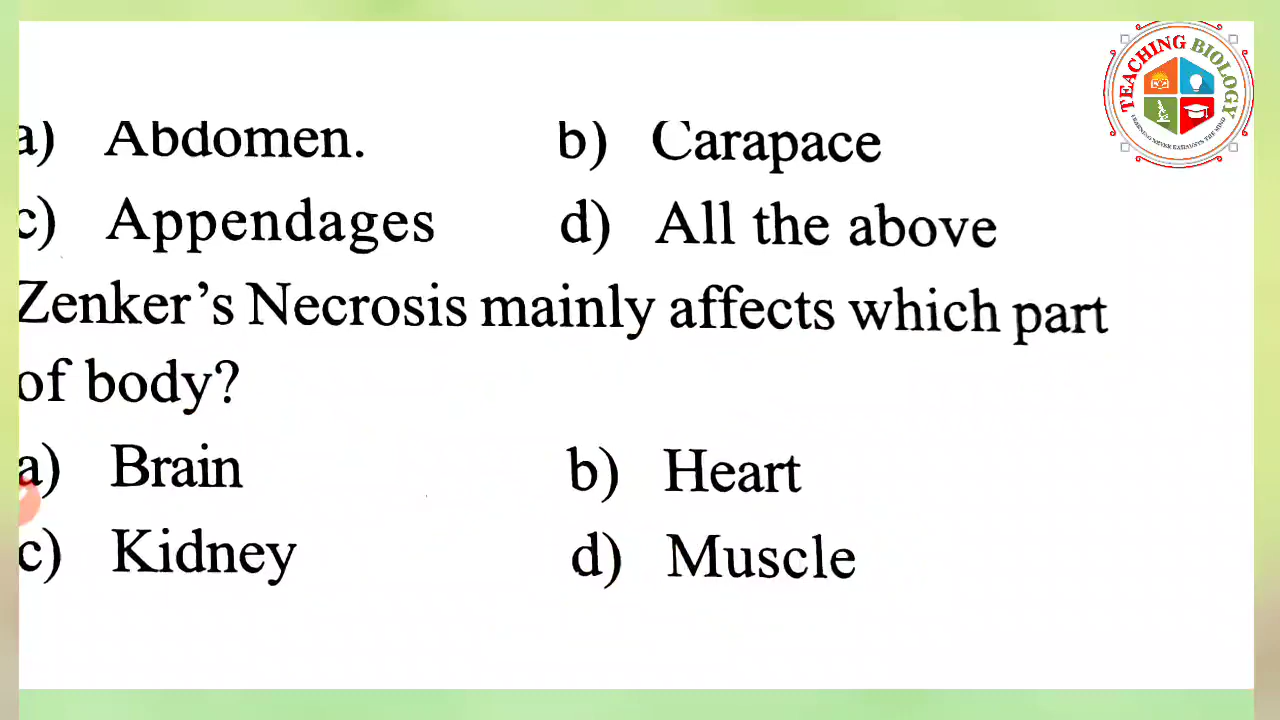 TEACHING BIOLOGY
a) Abdomen. b) Carapace
c) Appendages d) All the above
Zenker's Necrosis mainly affects which part
of body?
a) Brain b) Heart
c) Kidney d) Muscle